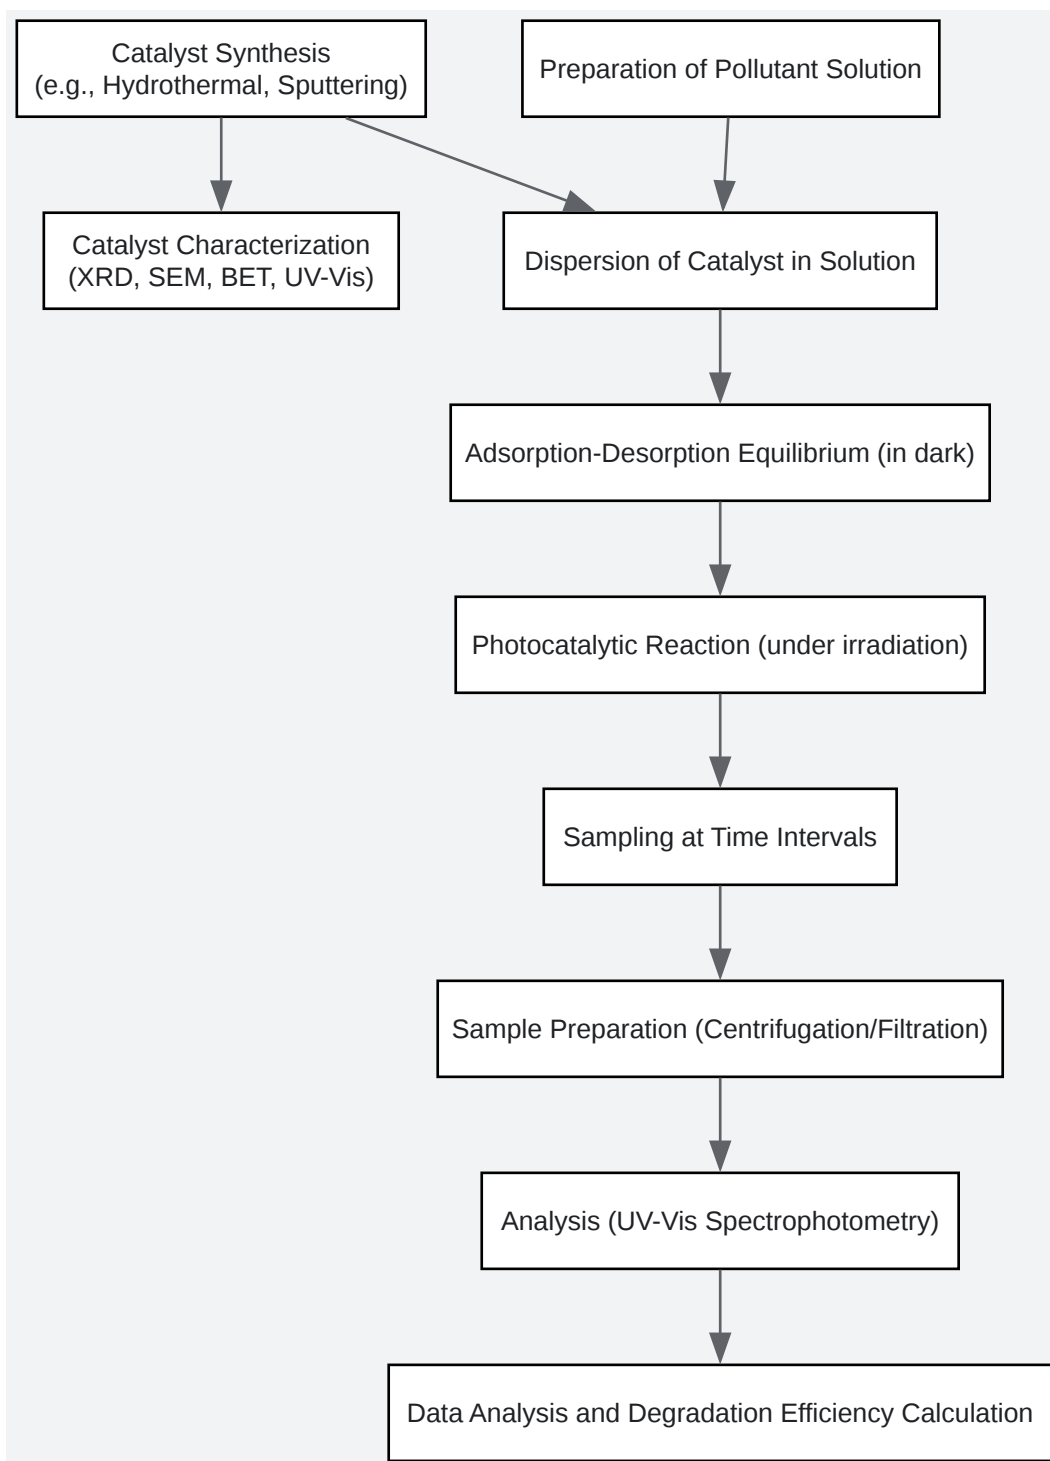 Catalyst Synthesis
(e.g., Hydrothermal, Sputtering)
Preparation of Pollutant Solution
Catalyst Characterization
(XRD, SEM, BET, UV-Vis)
Dispersion of Catalyst in Solution
Adsorption-Desorption Equilibrium (in dark)
Photocatalytic Reaction (under irradiation)
Sampling at Time Intervals
Sample Preparation (Centrifugation/Filtration)
Analysis (UV-Vis Spectrophotometry)
Data Analysis and Degradation Efficiency Calculation